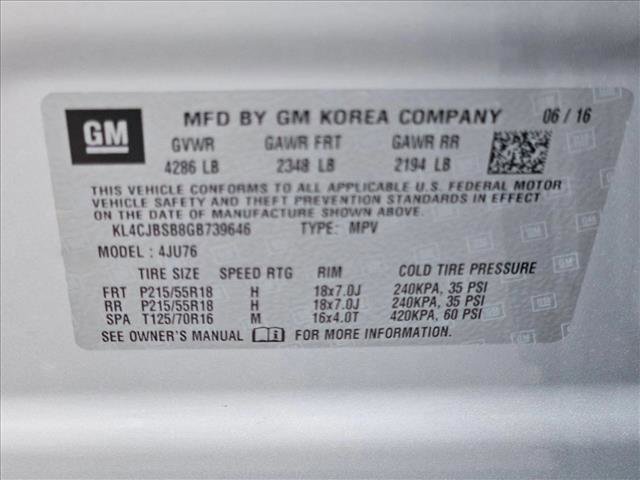 GM MFD BY GM KOREA COMPANY 06 / 16
GVWR GAWR FRT GAWR RR
4286 LB 2348 LB 2194 LB
THIS VEHICLE CONFORMS TO ALL APPLICABLE U.S. FEDERAL MOTOR
VEHICLE SAFETY AND THEFT PREVENTION STANDARDS IN EFFECT ON
THE DATE OF MANUFACTURE SHOWN ABOVE.
KL4CJBSB8GB739646 TYPE: MPV
MODEL : 4JU76
TIRE SIZE SPEED RTG RIM COLD TIRE PRESSURE
FRT P215/55R18 H 18x7.0J 240KPA, 35 PSI
RR P215/55R18 H 18x7.0J 240KPA, 35 PSI
SPA T125/70R16 M 16x4.0T 420KPA, 60 PSI
SEE OWNER'S MANUAL FOR MORE INFORMATION.